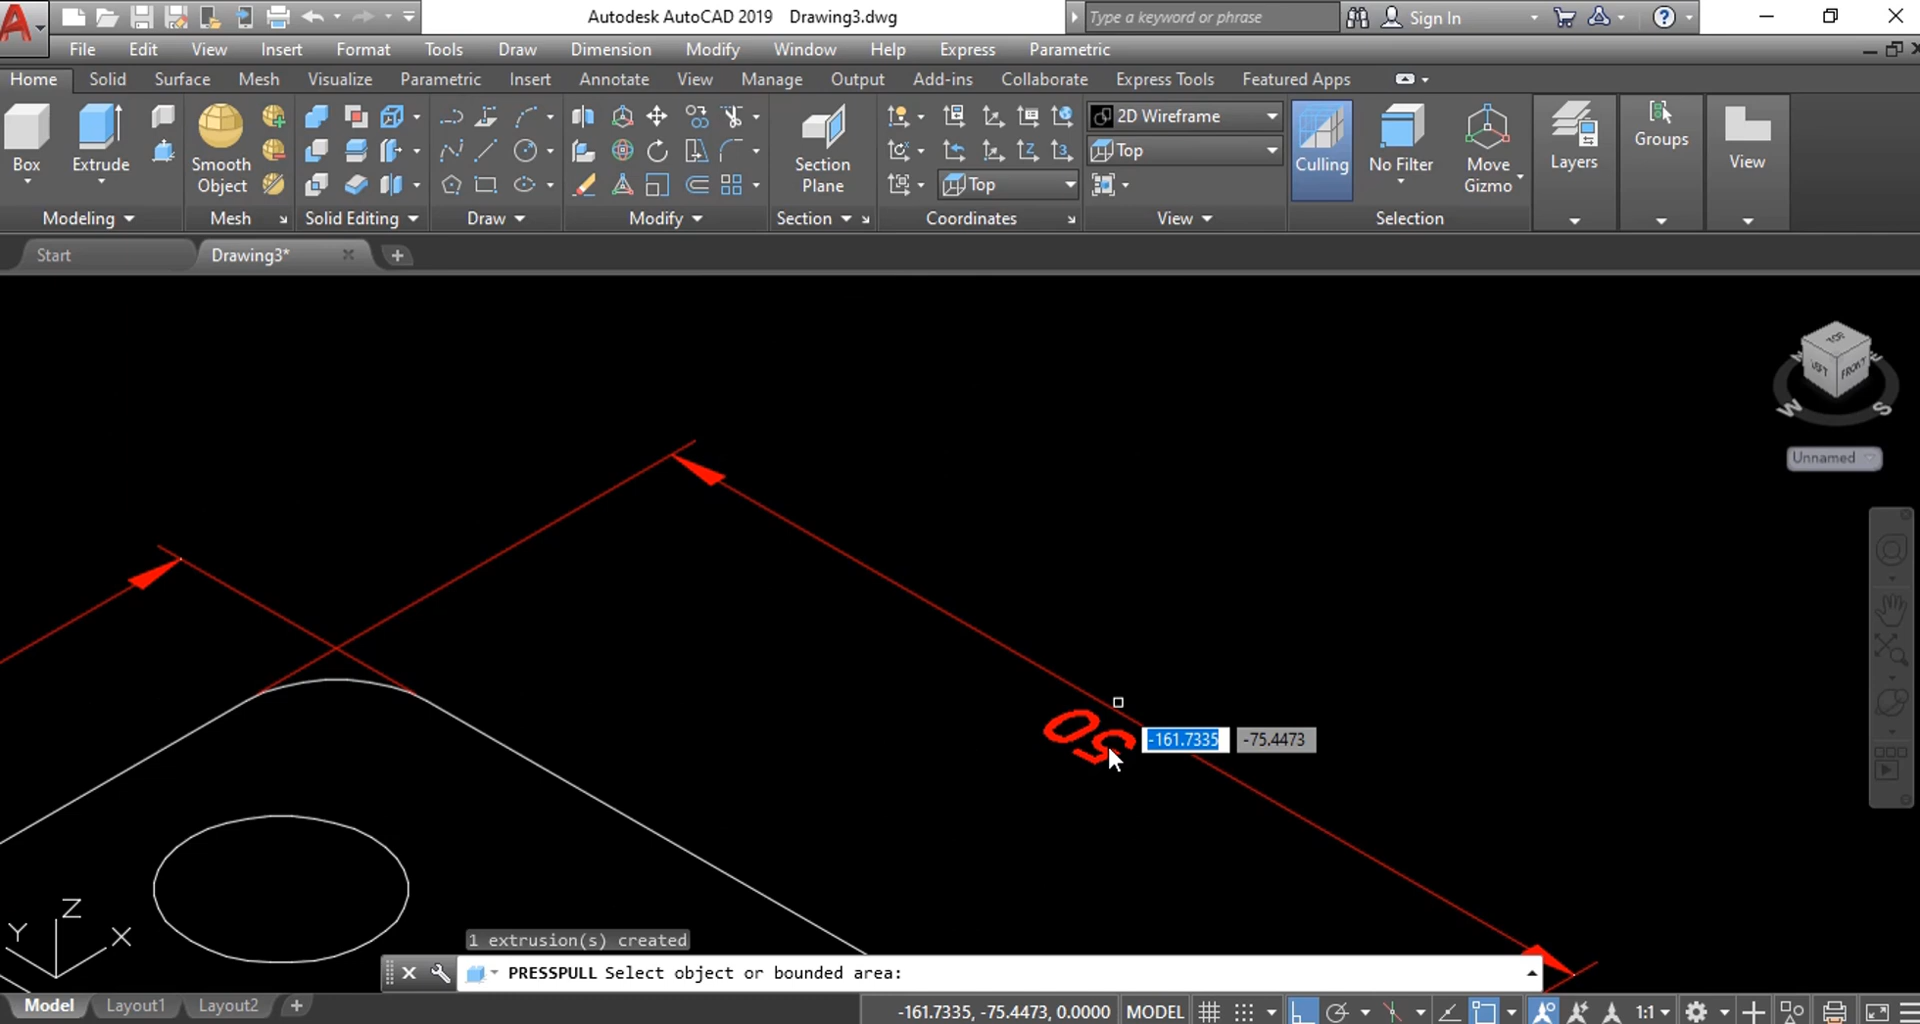 Autodesk AutoCAD 2019 Drawing3.dwg
Type a keyword or phrase
Sign In
File Edit View Insert Format Tools Draw Dimension Modify Window Help Express Parametric
Home Solid Surface Mesh Visualize Parametric Insert Annotate View Manage Output Add-ins Collaborate Express Tools Featured Apps
Box
Extrude
Smooth Object
Section Plane
Top
2D Wireframe
Top
Culling
No Filter
Move Gizmo
Layers
Groups
View
Modeling Mesh Solid Editing Draw Modify Section Coordinates View Selection
Start Drawing3*
TOP
LEFT FRONT
W S
Unnamed
50
-161.7335 -75.4473
Z
Y X
1 extrusion(s) created
PRESSPULL Select object or bounded area:
Model Layout1 Layout2
-161.7335, -75.4473, 0.0000 MODEL 1:1